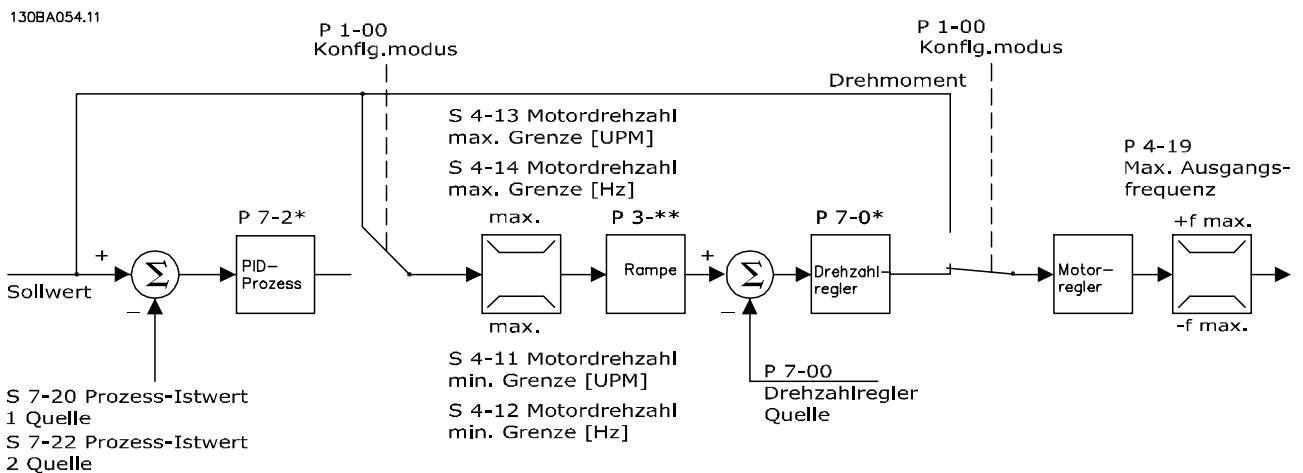 130BA054.11
P 1-00
Konfig.modus
P 1-00
Konfig.modus
Drehmoment
S 4-13 Motordrehzahl
max. Grenze [UPM]
S 4-14 Motordrehzahl
max. Grenze [Hz]
P 4-19
Max. Ausgangs-
frequenz
P 7-2*
max.
P 3-**
P 7-0*
+f max.
+
Σ
PID-
Prozess
Rampe
+
Σ
Drehzahl-
regler
Motor-
regler
Sollwert
−
max.
−
-f max.
S 7-20 Prozess-Istwert
1 Quelle
S 7-22 Prozess-Istwert
2 Quelle
S 4-11 Motordrehzahl
min. Grenze [UPM]
S 4-12 Motordrehzahl
min. Grenze [Hz]
P 7-00
Drehzahlregler
Quelle